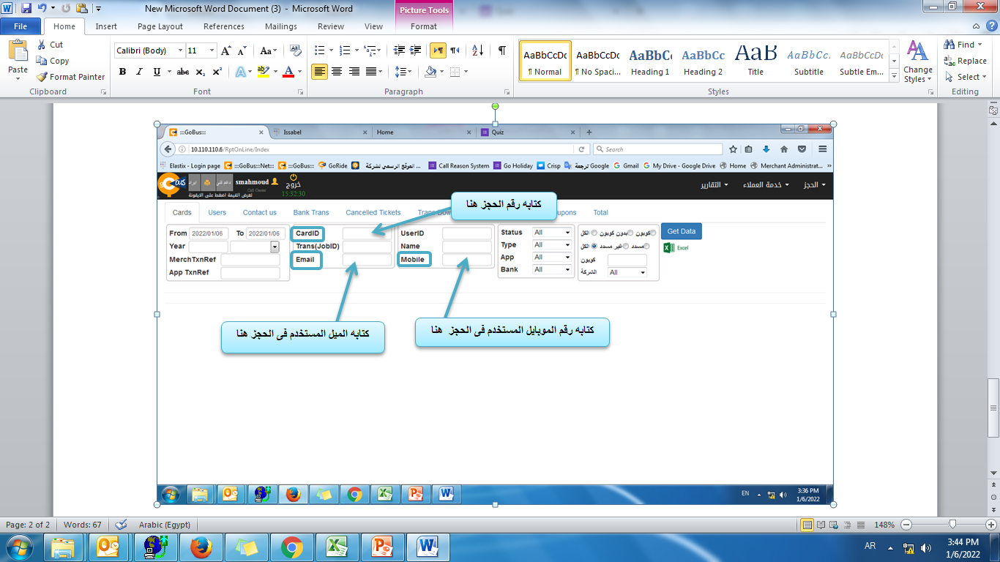 New Microsoft Word Document (3) - Microsoft Word
Picture Tools
File Home Insert Page Layout References Mailings Review View Format
Paste
Cut
Copy
Format Painter
Clipboard
Calibri (Body) 11
Font
Paragraph
AaBbCcDc AaBbCcDc AaBbCc AaBbCc AaB AaBbCc. AaBbCcDc
¶ Normal ¶ No Spaci... Heading 1 Heading 2 Title Subtitle Subtle Em...
Change Styles
Styles
Find
Replace
Select
Editing
:::GoBus::: Issabel Home Quiz
10.110.110.6/RptOnLine/Index
Search
Elastix - Login page :::GoBus:::Net::: :::GoBus::: GoRide الموقع الرسمي لشركة ... Call Reason System Go Holiday Crisp ترجمة Google Gmail My Drive - Google Drive Home Merchant Administrat...
smahmoud
Call Center
خروج
15:32:30
لعرض القيمة اضغط على الايقونة
الحجز خدمة العملاء التقارير
كتابه رقم الحجز هنا
Cards Users Contact us Bank Trans Cancelled Tickets Trans Dow upons Total
From 2022/01/06 To 2022/01/06
Year
MerchTxnRef
App TxnRef
CardID
Trans(JobID)
Email
UserID
Name
Mobile
Status All
Type All
App All
Bank All
كوبون بدون كوبون الكل
مسدد غير مسدد الكل
كوبون
الشركة All
Get Data
Excel
كتابه الميل المستخدم فى الحجز هنا
كتابه رقم الموبايل المستخدم فى الحجز هنا
EN
3:36 PM
1/6/2022
Page: 2 of 2 Words: 67 Arabic (Egypt) 148%
AR
3:44 PM
1/6/2022